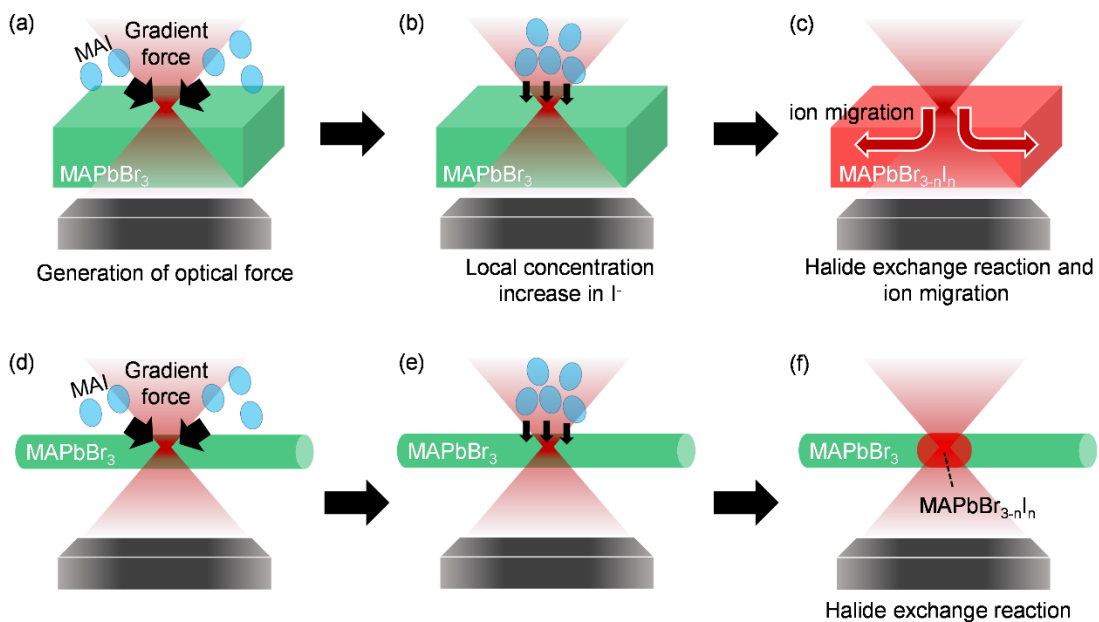 (a)
MAI
Gradient
force
MAPbBr3
Generation of optical force
(b)
MAPbBr3
Local concentration
increase in I-
(c)
ion migration
MAPbBr3-nIn
Halide exchange reaction and
ion migration
(d)
MAI
Gradient
force
MAPbBr3
(e)
MAPbBr3
(f)
MAPbBr3
MAPbBr3-nIn
Halide exchange reaction